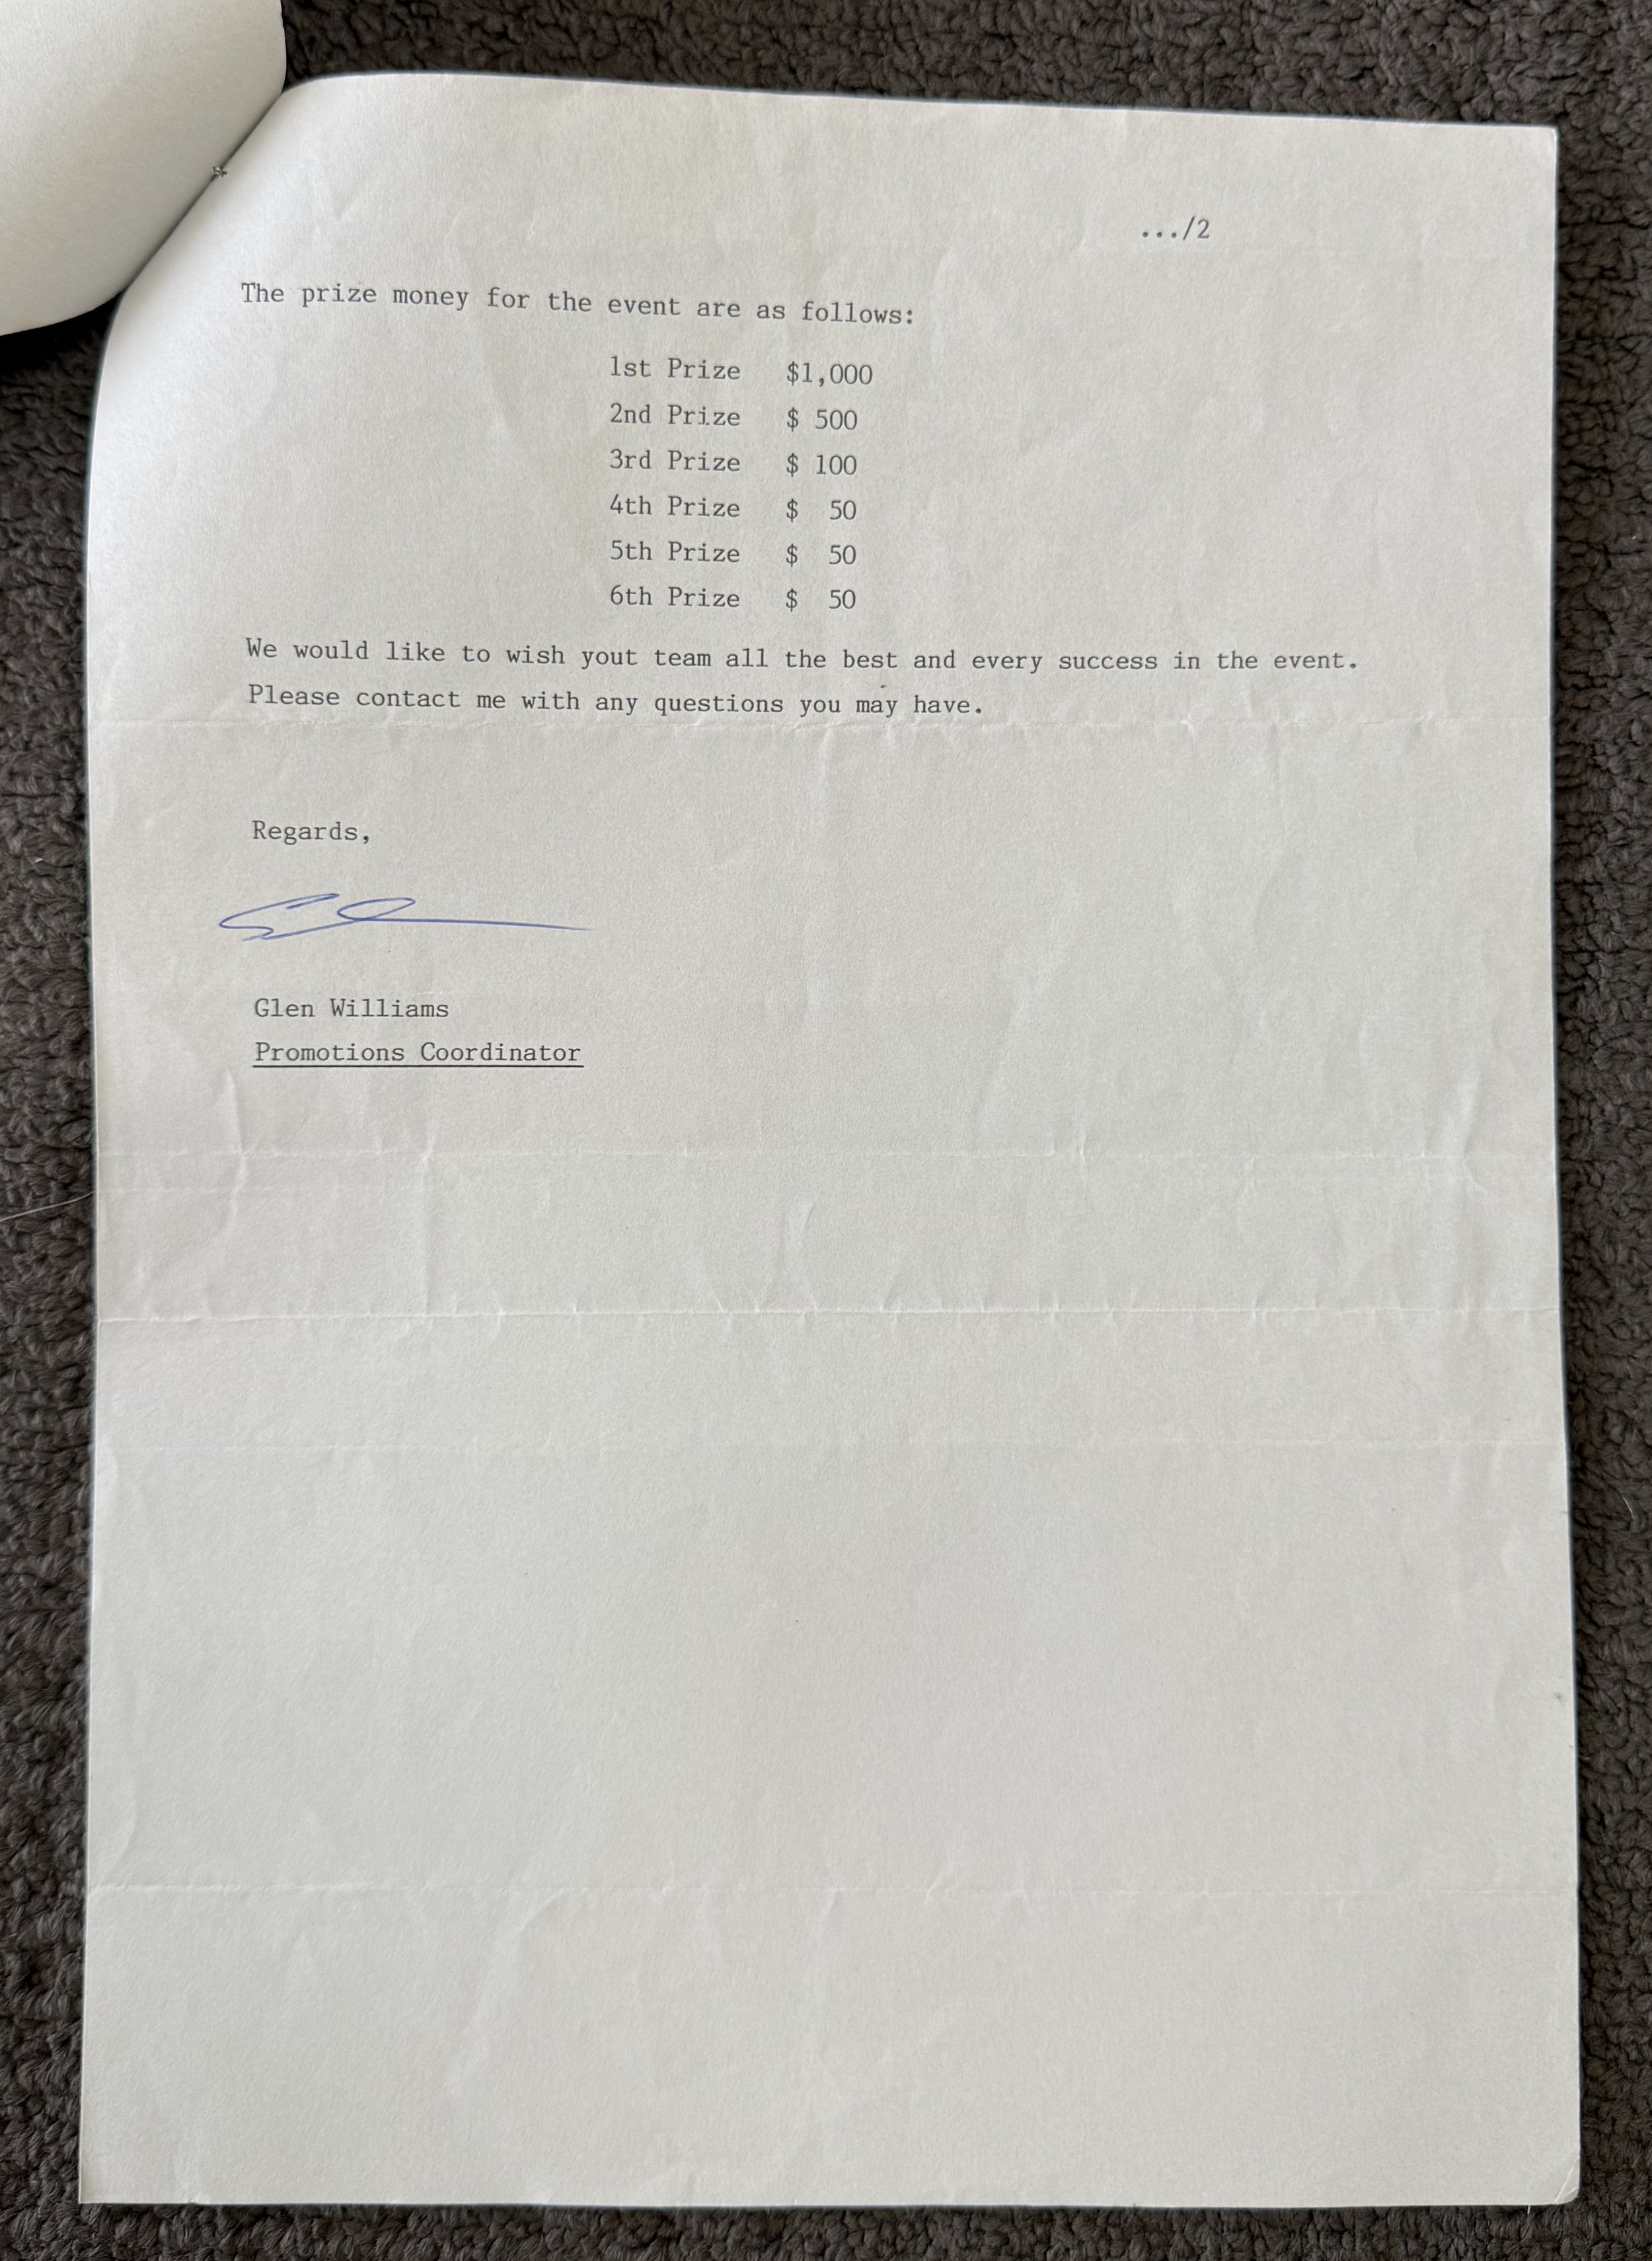 .../2
The prize money for the event are as follows:
1st Prize $1,000
2nd Prize $ 500
3rd Prize $ 100
4th Prize $ 50
5th Prize $ 50
6th Prize $ 50
We would like to wish yout team all the best and every success in the event.
Please contact me with any questions you may have.
Regards,
Glen Williams
Promotions Coordinator